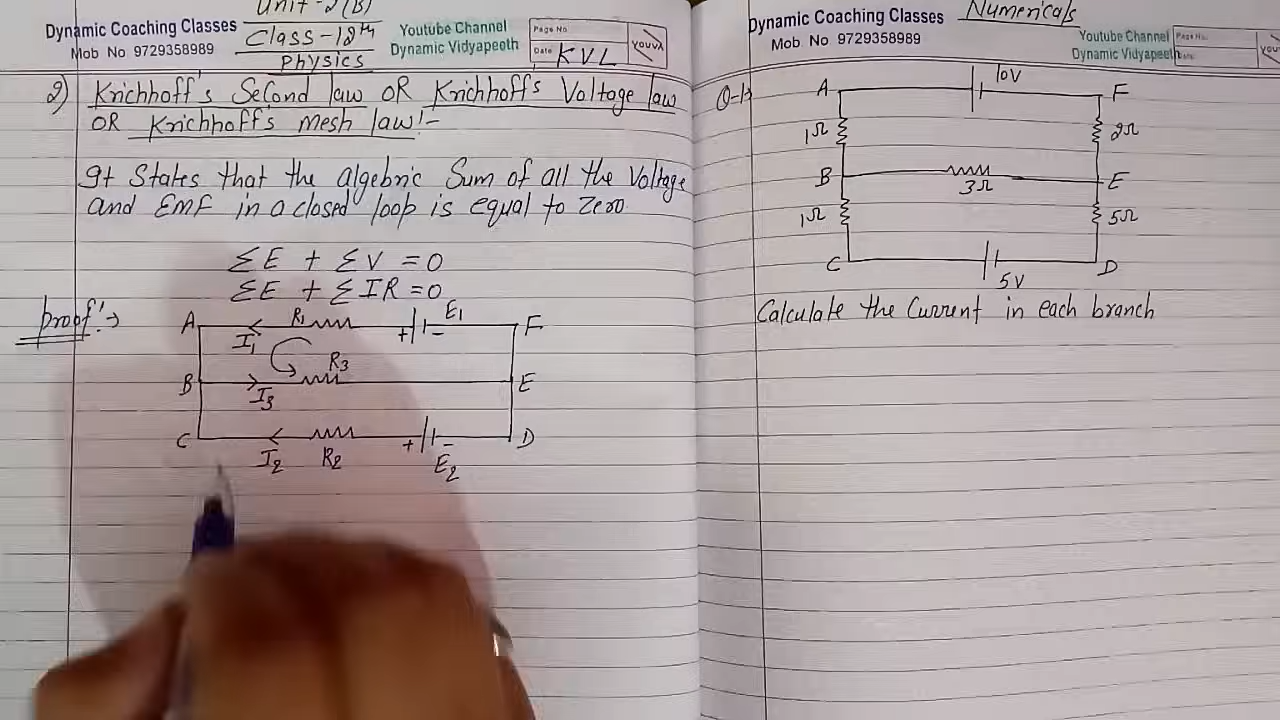 Unit-2(B)
Dynamic Coaching Classes
Mob No 9729358989
Class-12th
Physics
Youtube Channel
Dynamic Vidyapeeth
Page No
Date KVL
youva
2) Krichhoff's Second law OR Krichhoff's Voltage law
OR Krichhoff's mesh law:-
It States that the algebric Sum of all the Voltage
and EMF in a closed loop is equal to Zero.
ΣE + ΣV = 0
ΣE + ΣIR = 0
proof:→
A
I1
R1
+
-
E1
F
B
I3
R3
E
C
I2
R2
+
-
E2
D
Dynamic Coaching Classes
Mob No 9729358989
Numericals
Youtube Channel
Dynamic Vidyapeeth
Page No.
Date
Q-1)
A
10V
F
1Ω
2Ω
B
3Ω
E
1Ω
5Ω
C
5V
D
Calculate the Current in each branch